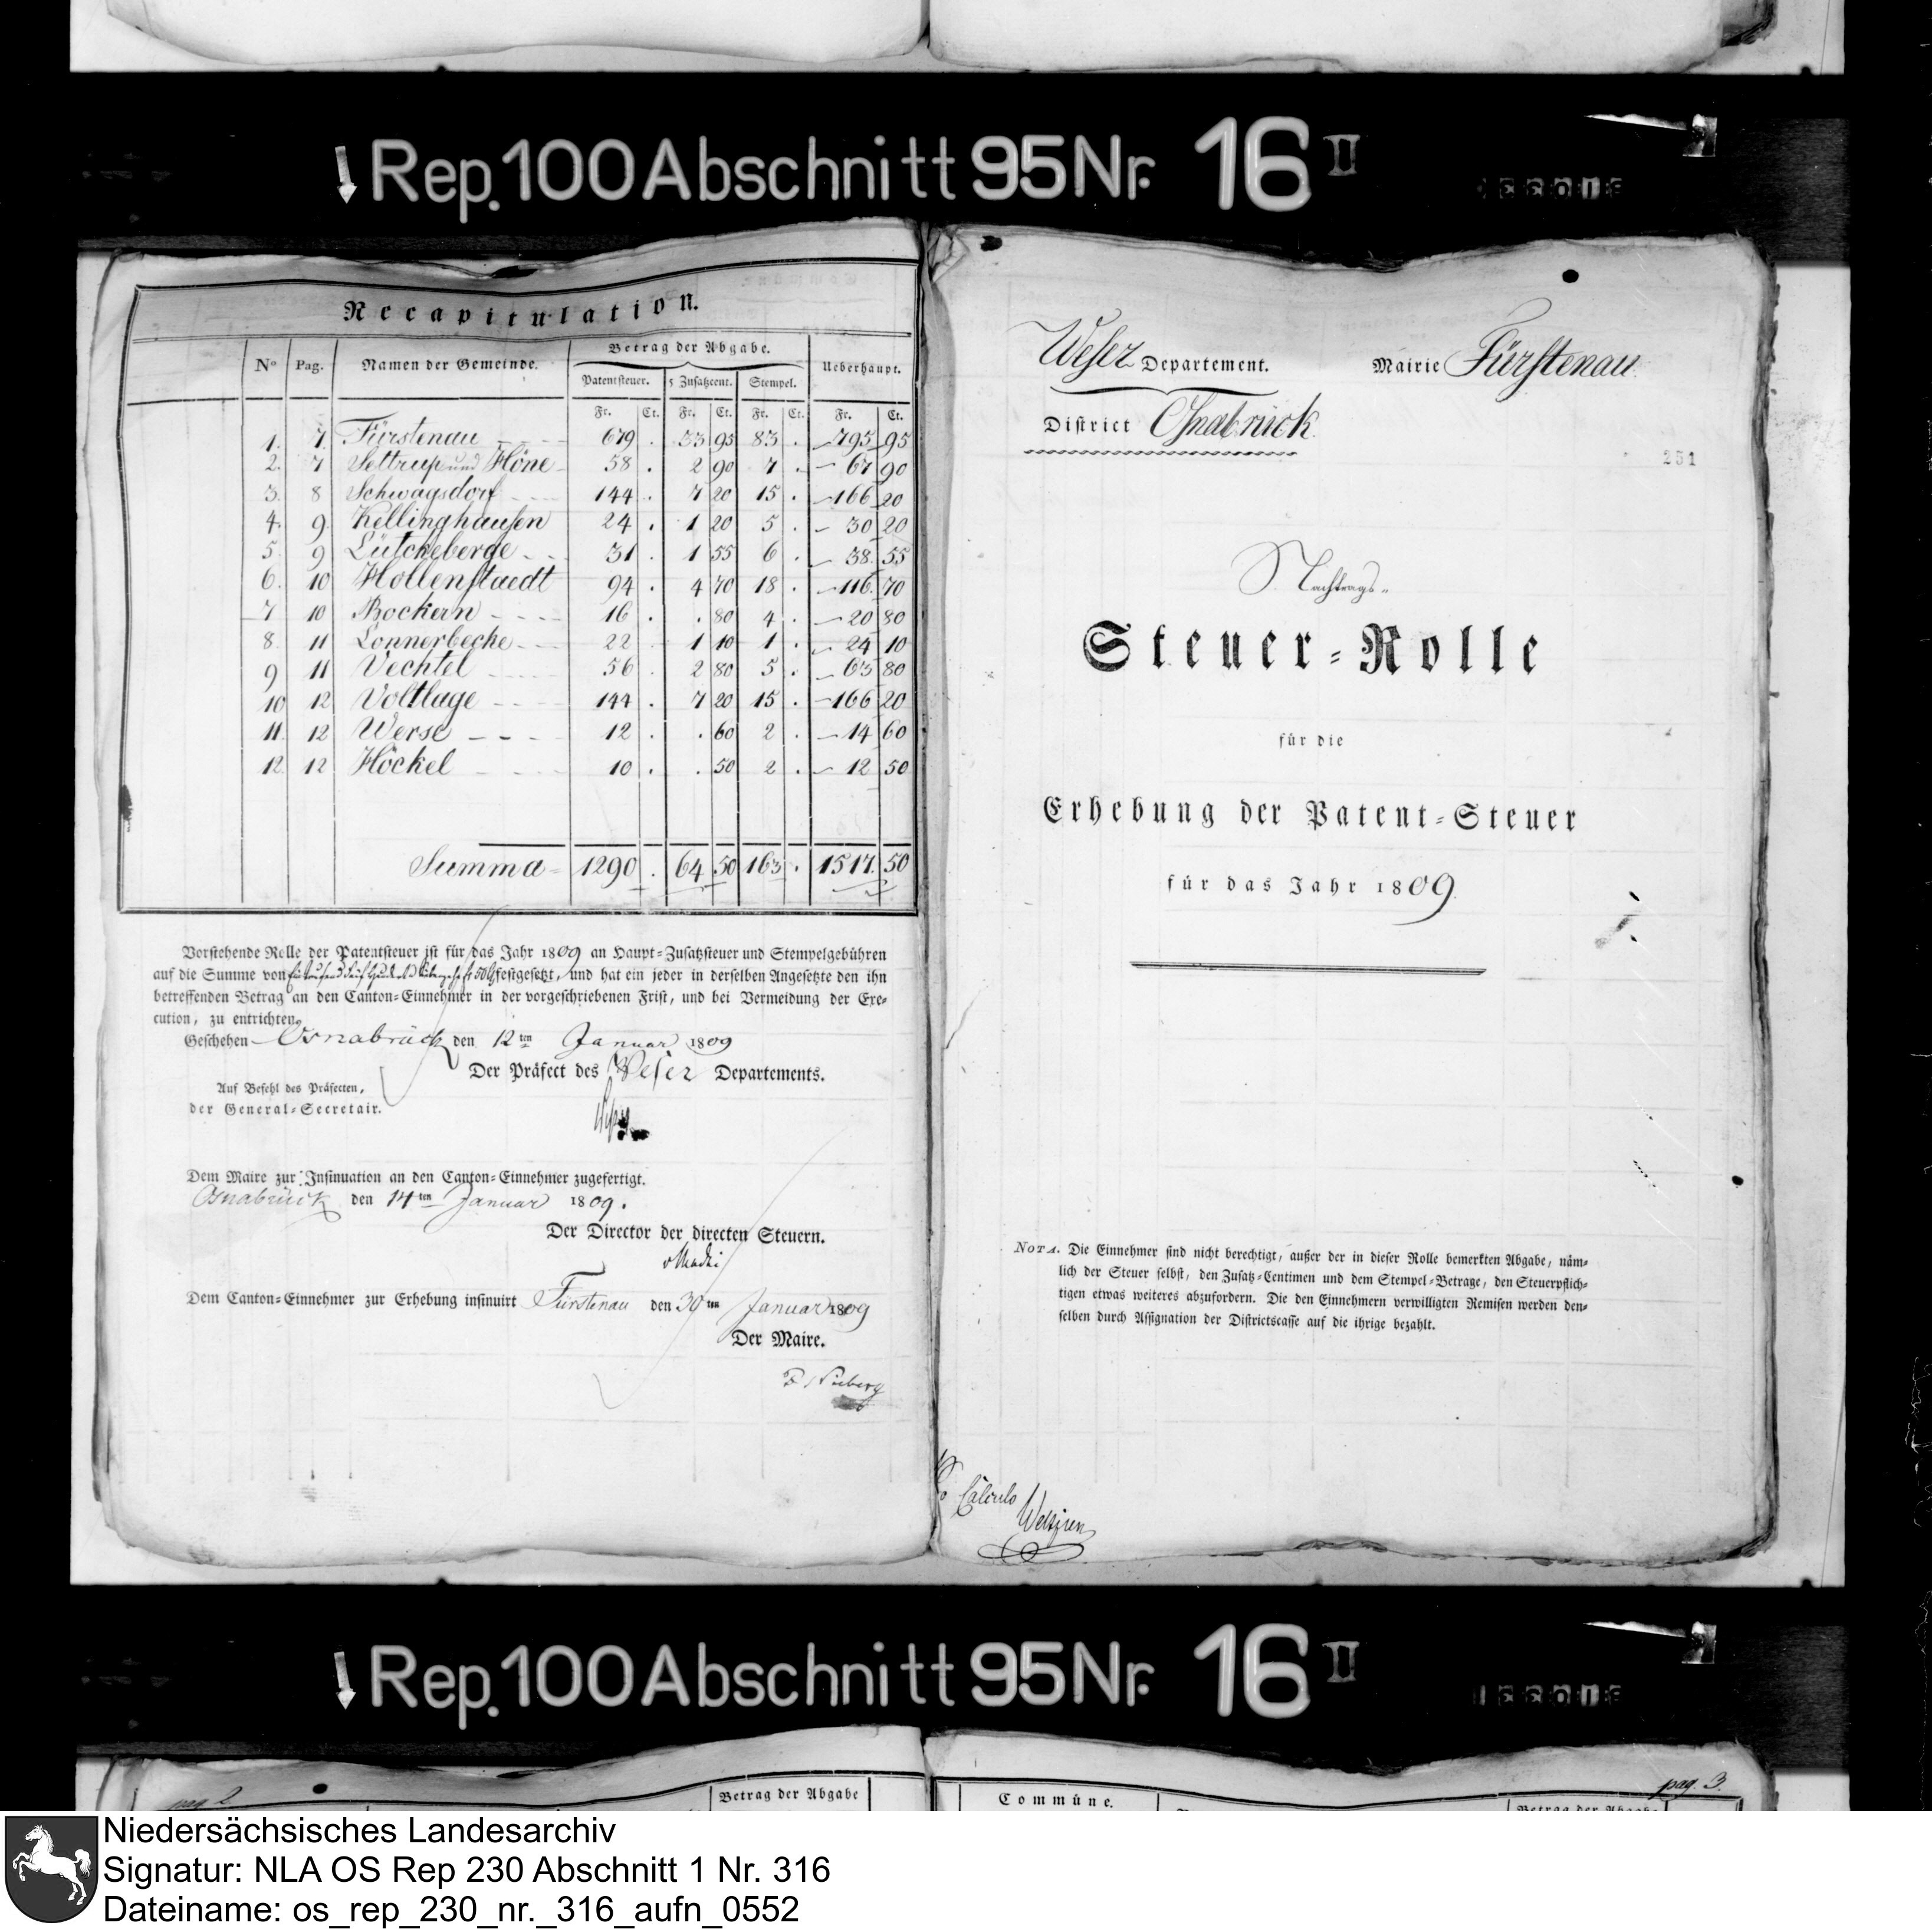 Rep. 100 Abschnitt 95 Nr. 16 II
Recapitulation.
No Pag. Namen der Gemeinde. Betrag der Abgabe. Ueberhaupt.
Patentsteuer. 5 Zusatzcent. Stempel.
Fr. Ct. Fr. Ct. Fr. Ct. Fr. Ct.
1. 7. Fürstenau 679 . 33 95 83 . 795 95
2. 7 Settrup und Höne 58 . 2 90 7 . 67 90
3. 8 Schwagsdorf 144 . 7 20 15 . 166 20
4. 9 Kellinghausen 24 . 1 20 5 . 30 20
5. 9 Lütckeberge 31 . 1 55 6 . 38 55
6. 10 Hollenstaedt 94 . 4 70 18 . 116 70
7 10 Bockern 16 . . 80 4 . 20 80
8. 11 Lonnerbecke 22 1 10 1 . 24 10
9 11 Vechtel 56 . 2 80 5 . 63 80
10 12 Voltlage 144 . 7 20 15 . 166 20
11. 12 Werse 12 . . 60 2 . 14 60
12. 12 Höckel 10 . . 50 2 . 12 50
Summa = 1290 . 64 50 163 . 1517. 50
Vorstehende Rolle der Patentsteuer ist für das Jahr 1809 an Haupt-Zusatzsteuer und Stempelgebühren
auf die Summe von festgesetzt, und hat ein jeder in derselben Angesetzte den ihn
betreffenden Betrag an den Canton-Einnehmer in der vorgeschriebenen Frist, und bei Vermeidung der Exe-
cution, zu entrichten.
Geschehen Osnabrück den 12ten Januar 1809
Der Präfect des Weser Departements.
Auf Befehl des Präfecten,
der General-Secretair.
Dem Maire zur Insinuation an den Canton-Einnehmer zugefertigt.
Osnabrück den 14ten Januar 1809.
Der Director der directen Steuern.
Dem Canton-Einnehmer zur Erhebung insinuirt Fürstenau den 30ten Januar 1809
Der Maire.
Weser Departement. Mairie Fürstenau
District Osnabrück.
251
Nachtrags-
Steuer-Rolle
für die
Erhebung der Patent-Steuer
für das Jahr 1809
NOTA. Die Einnehmer sind nicht berechtigt, außer der in dieser Rolle bemerkten Abgabe, näm-
lich der Steuer selbst, den Zusatz-Centimen und dem Stempel-Betrage, den Steuerpflich-
tigen etwas weiteres abzufordern. Die den Einnehmern verwilligten Remisen werden den-
selben durch Assignation der Districtscasse auf die ihrige bezahlt.
Calculo
Rep. 100 Abschnitt 95 Nr. 16 II
pag 2 Betrag der Abgabe
Commüne. Betrag der Abgabe pag. 3.
Niedersächsisches Landesarchiv
Signatur: NLA OS Rep 230 Abschnitt 1 Nr. 316
Dateiname: os_rep_230_nr._316_aufn_0552